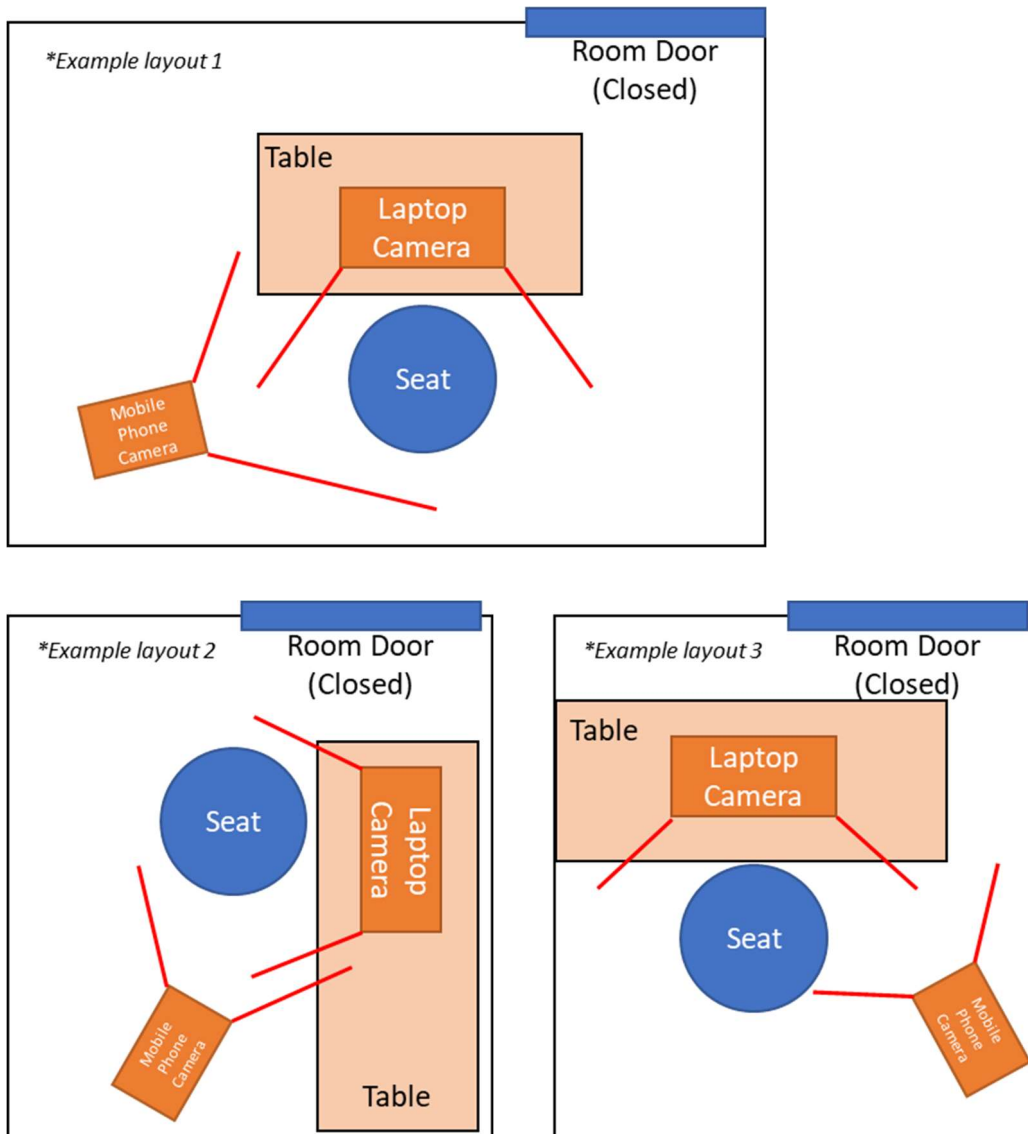 *Example layout 1
Room Door
(Closed)
Table
Laptop
Camera
Seat
Mobile
Phone
Camera
*Example layout 2
Room Door
(Closed)
Seat
Laptop
Camera
Mobile
Phone
Camera
Table
*Example layout 3
Room Door
(Closed)
Table
Laptop
Camera
Seat
Mobile
Phone
Camera